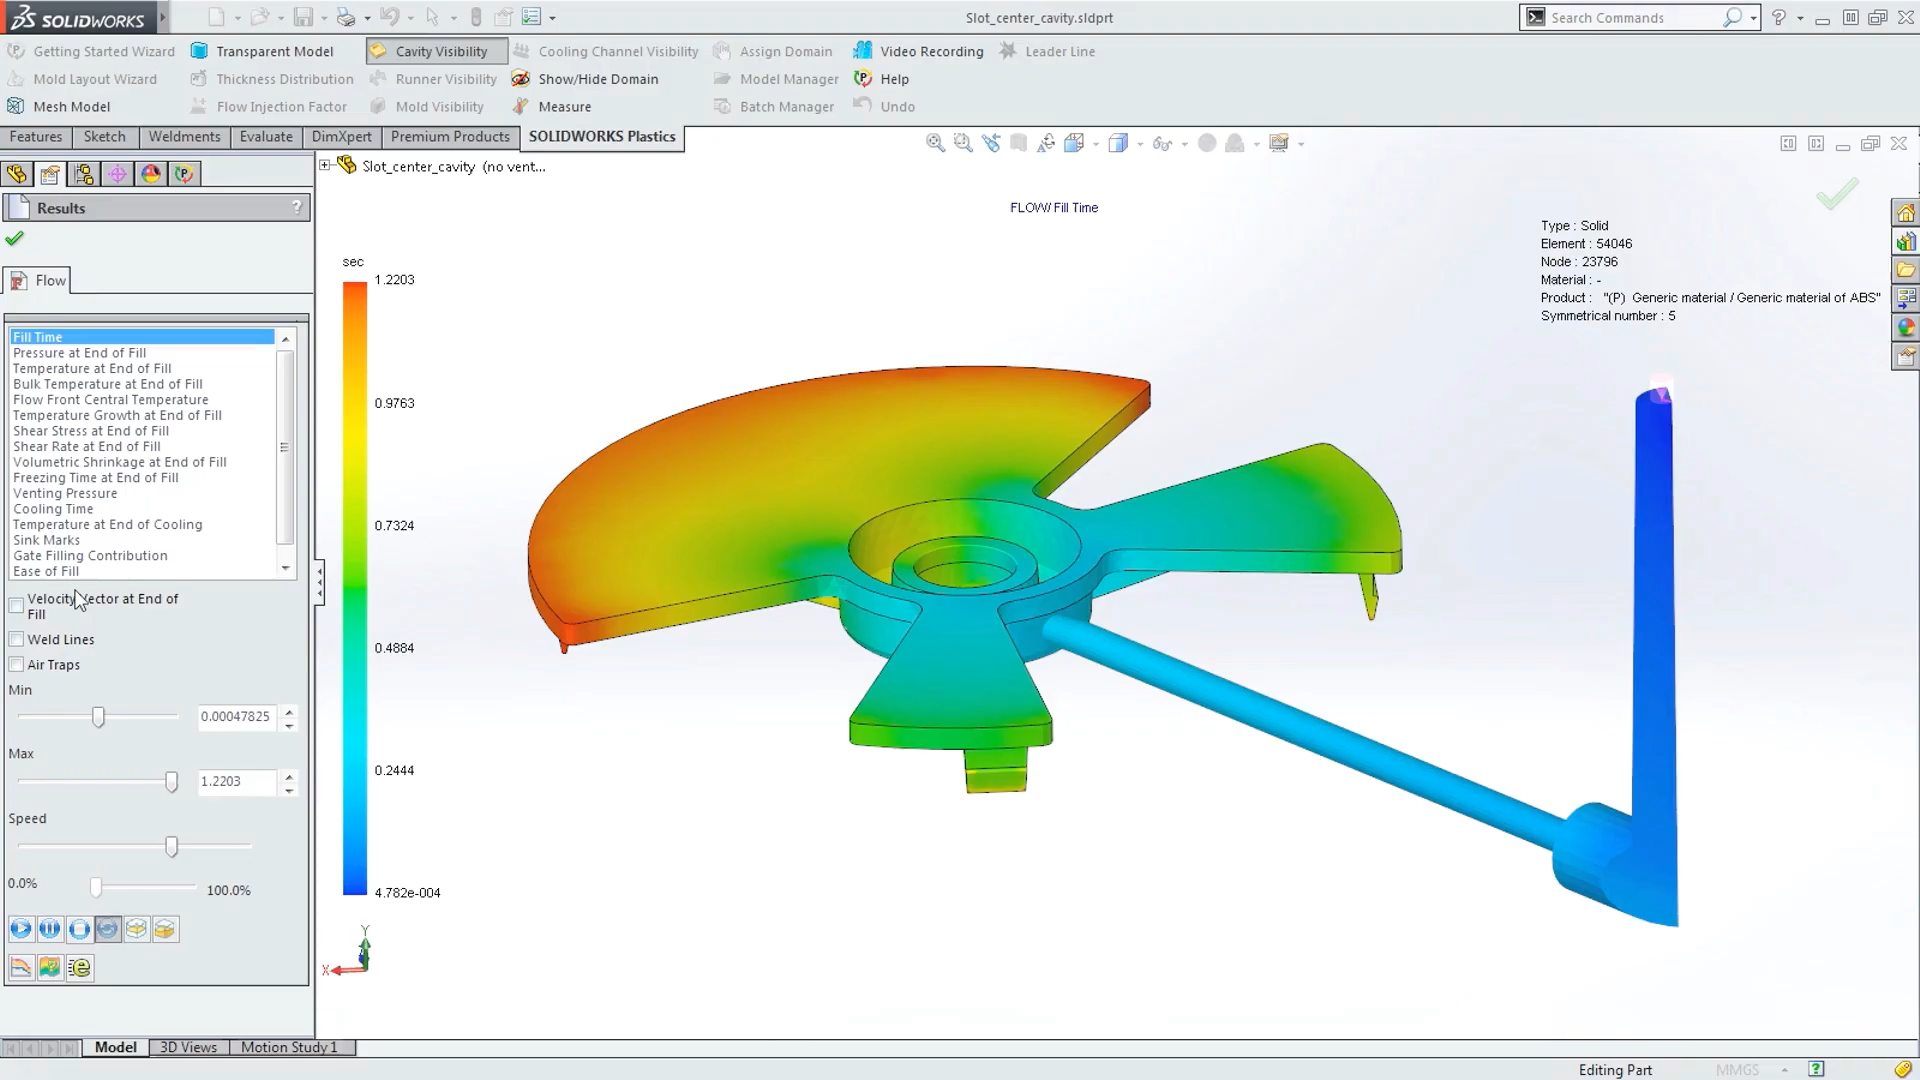 SOLIDWORKS
Slot_center_cavity.sldprt
Search Commands
Getting Started Wizard
Transparent Model
Cavity Visibility
Cooling Channel Visibility
Assign Domain
Video Recording
Leader Line
Mold Layout Wizard
Thickness Distribution
Runner Visibility
Show/Hide Domain
Model Manager
Help
Mesh Model
Flow Injection Factor
Mold Visibility
Measure
Batch Manager
Undo
Features
Sketch
Weldments
Evaluate
DimXpert
Premium Products
SOLIDWORKS Plastics
Slot_center_cavity (no vent...
Results
?
Flow
Fill Time
Pressure at End of Fill
Temperature at End of Fill
Bulk Temperature at End of Fill
Flow Front Central Temperature
Temperature Growth at End of Fill
Shear Stress at End of Fill
Shear Rate at End of Fill
Volumetric Shrinkage at End of Fill
Freezing Time at End of Fill
Venting Pressure
Cooling Time
Temperature at End of Cooling
Sink Marks
Gate Filling Contribution
Ease of Fill
Velocity Vector at End of
Fill
Weld Lines
Air Traps
Min
0.00047825
Max
1.2203
Speed
0.0%
100.0%
FLOW/ Fill Time
sec
1.2203
0.9763
0.7324
0.4884
0.2444
4.782e-004
Type : Solid
Element : 54046
Node : 23796
Material : -
Product : "(P) Generic material / Generic material of ABS"
Symmetrical number : 5
Y
X
Model
3D Views
Motion Study 1
Editing Part
MMGS
?